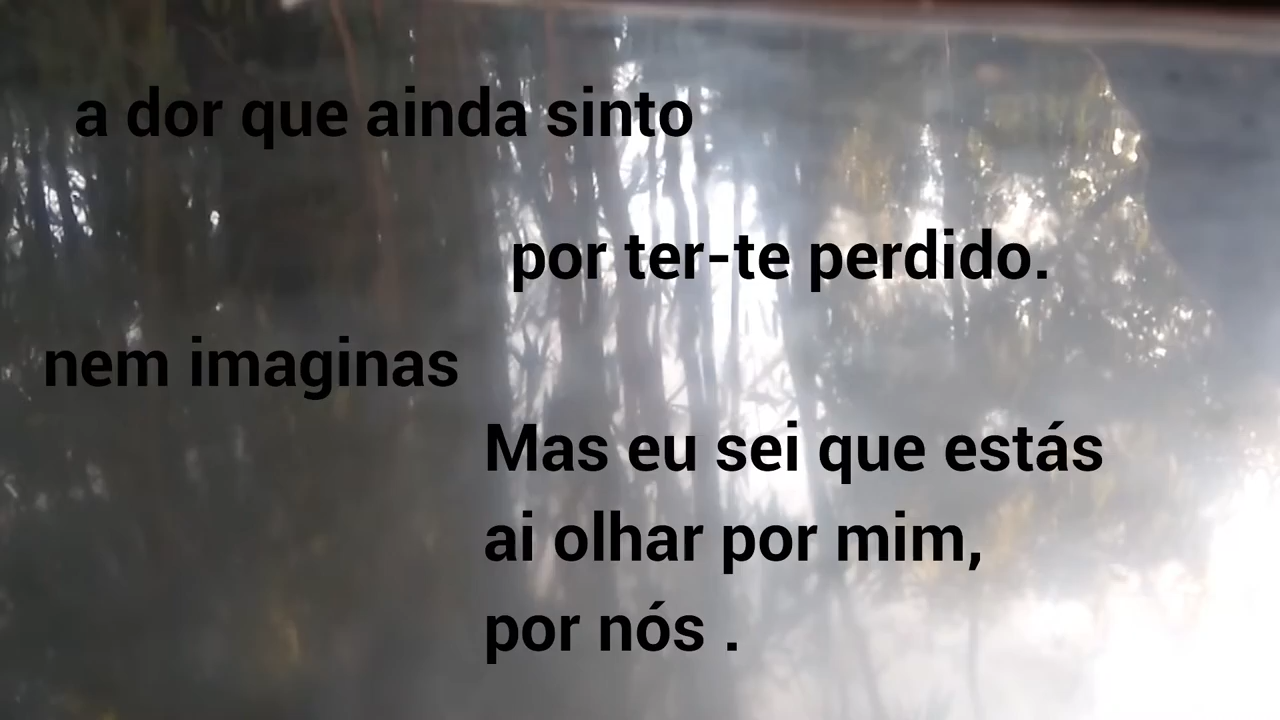 a dor que ainda sinto
por ter-te perdido.
nem imaginas
Mas eu sei que estás
ai olhar por mim,
por nós .